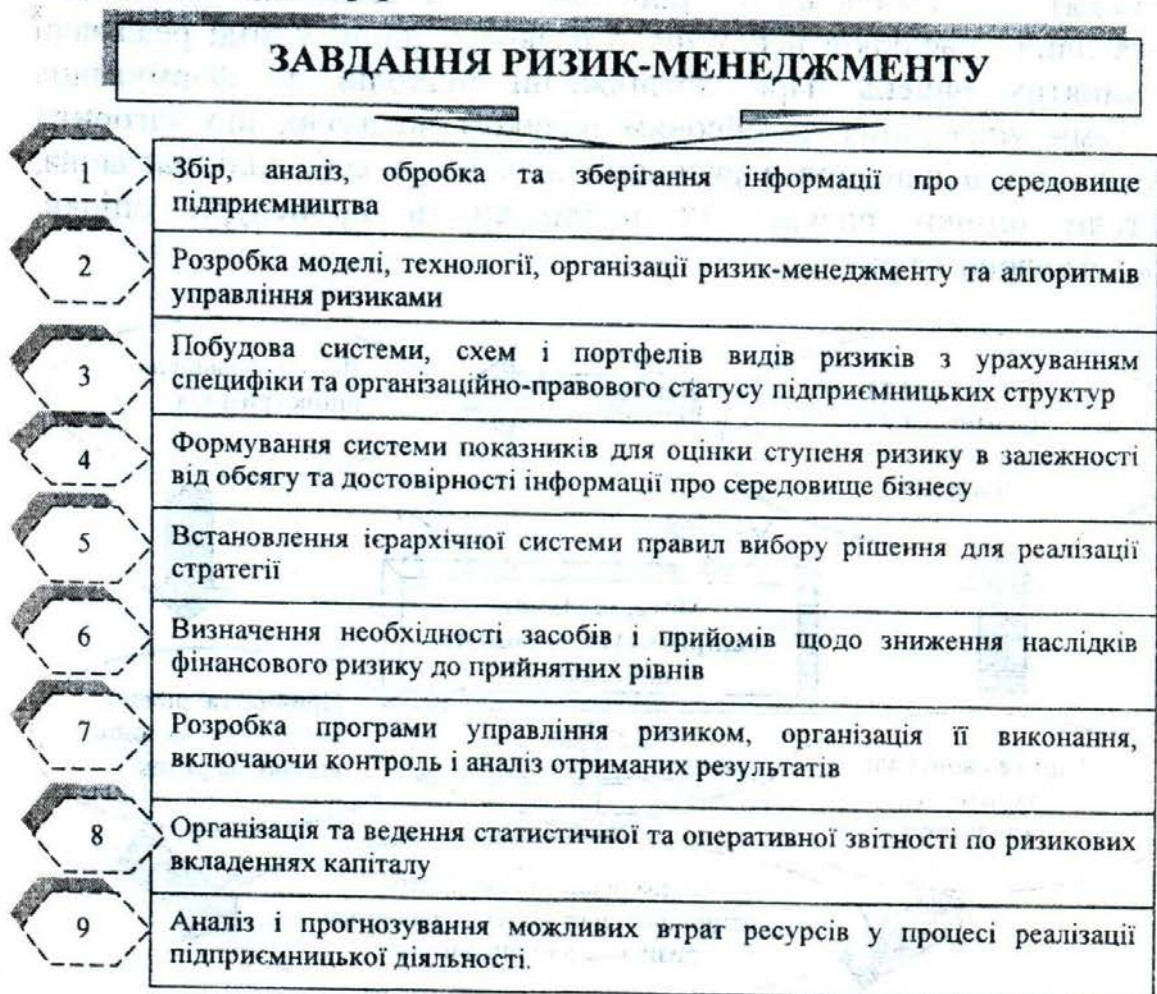 ЗАВДАННЯ РИЗИК-МЕНЕДЖМЕНТУ
1
Збір, аналіз, обробка та зберігання інформації про середовище
підприємництва
2
Розробка моделі, технології, організації ризик-менеджменту та алгоритмів
управління ризиками
3
Побудова системи, схем і портфелів видів ризиків з урахуванням
специфіки та організаційно-правового статусу підприємницьких структур
4
Формування системи показників для оцінки ступеня ризику в залежності
від обсягу та достовірності інформації про середовище бізнесу
5
Встановлення ієрархічної системи правил вибору рішення для реалізації
стратегії
6
Визначення необхідності засобів і прийомів щодо зниження наслідків
фінансового ризику до прийнятних рівнів
7
Розробка програми управління ризиком, організація її виконання,
включаючи контроль і аналіз отриманих результатів
8
Організація та ведення статистичної та оперативної звітності по ризикових
вкладеннях капіталу
9
Аналіз і прогнозування можливих втрат ресурсів у процесі реалізації
підприємницької діяльності.